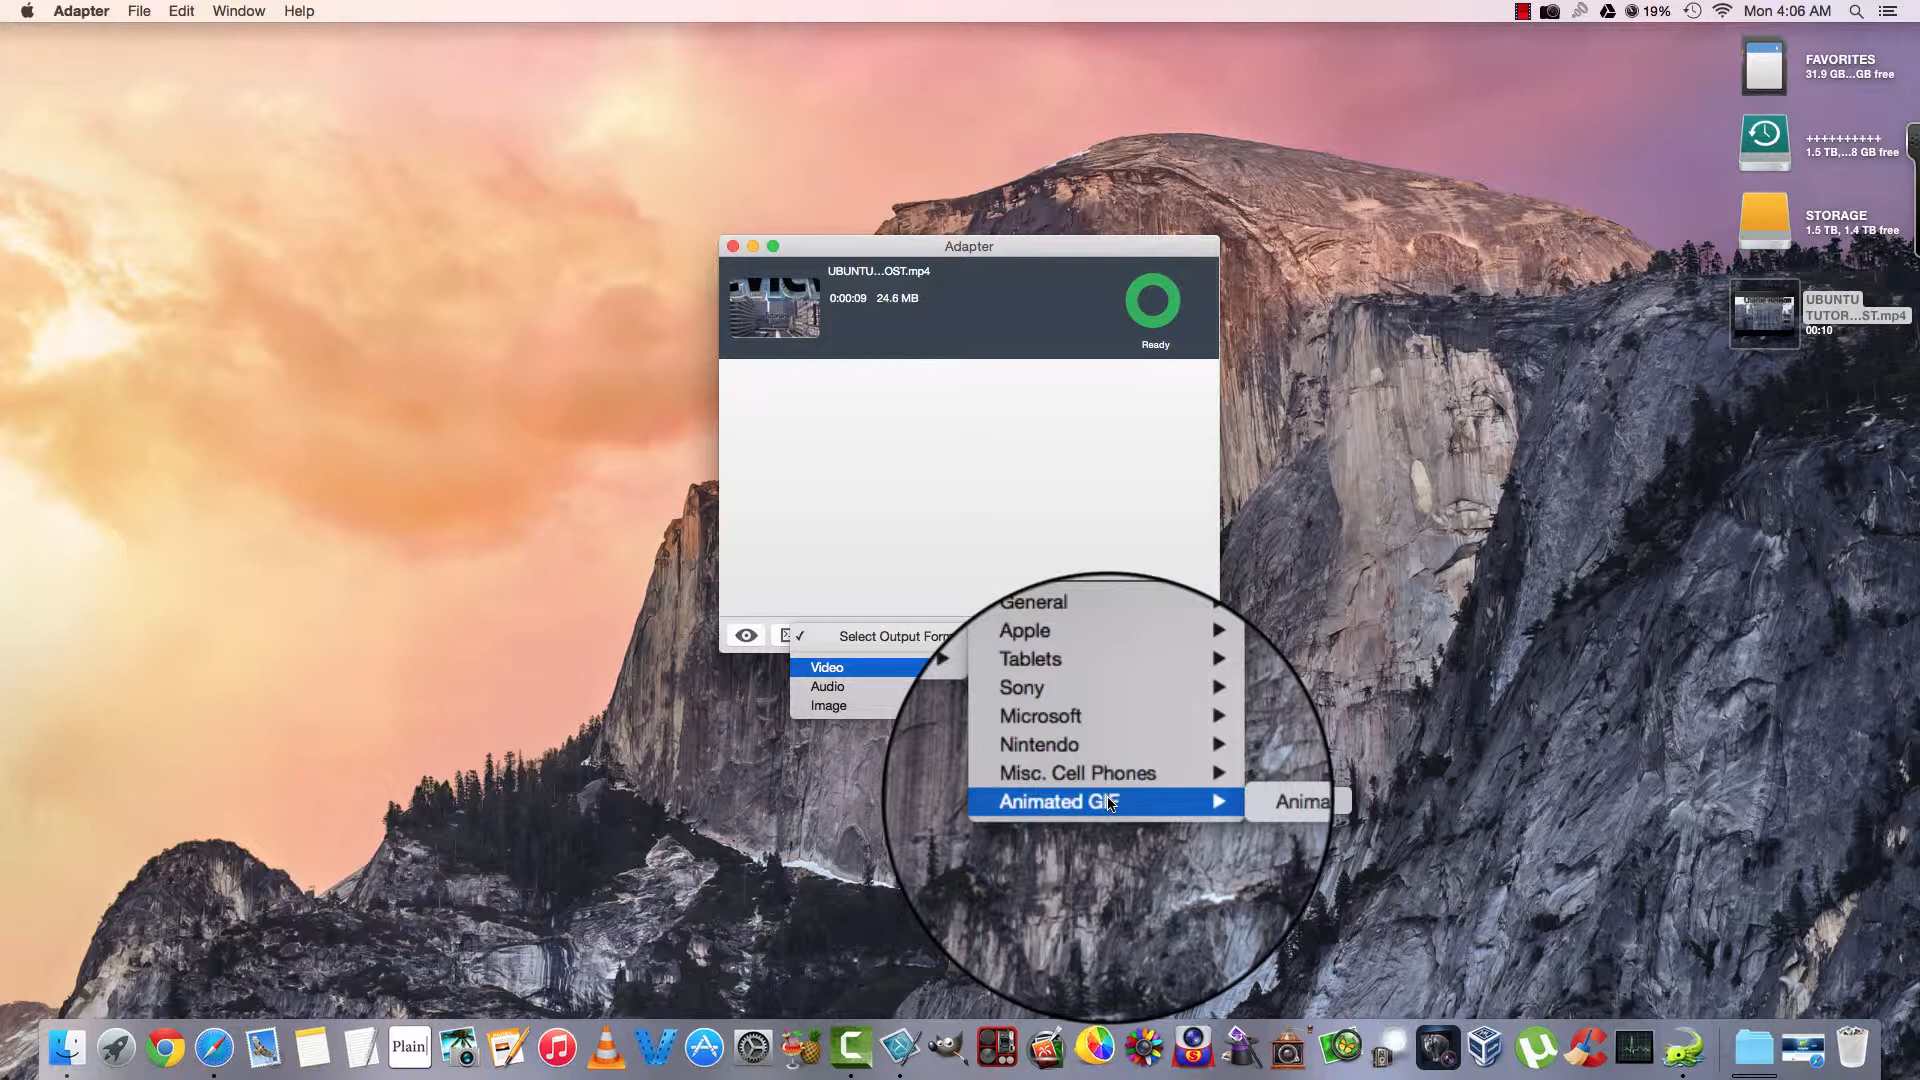 Adapter File Edit Window Help
19% Mon 4:06 AM
FAVORITES
31.9 GB...GB free
++++++++++
1.5 TB,...8 GB free
STORAGE
1.5 TB, 1.4 TB free
UBUNTU
TUTOR...ST.mp4
00:10
Adapter
UBUNTU...OST.mp4
0:00:09 24.6 MB
Ready
✓ Select Output Form
Video
Audio
Image
General
Apple
Tablets
Sony
Microsoft
Nintendo
Misc. Cell Phones
Animated GIF
Anima
Plain